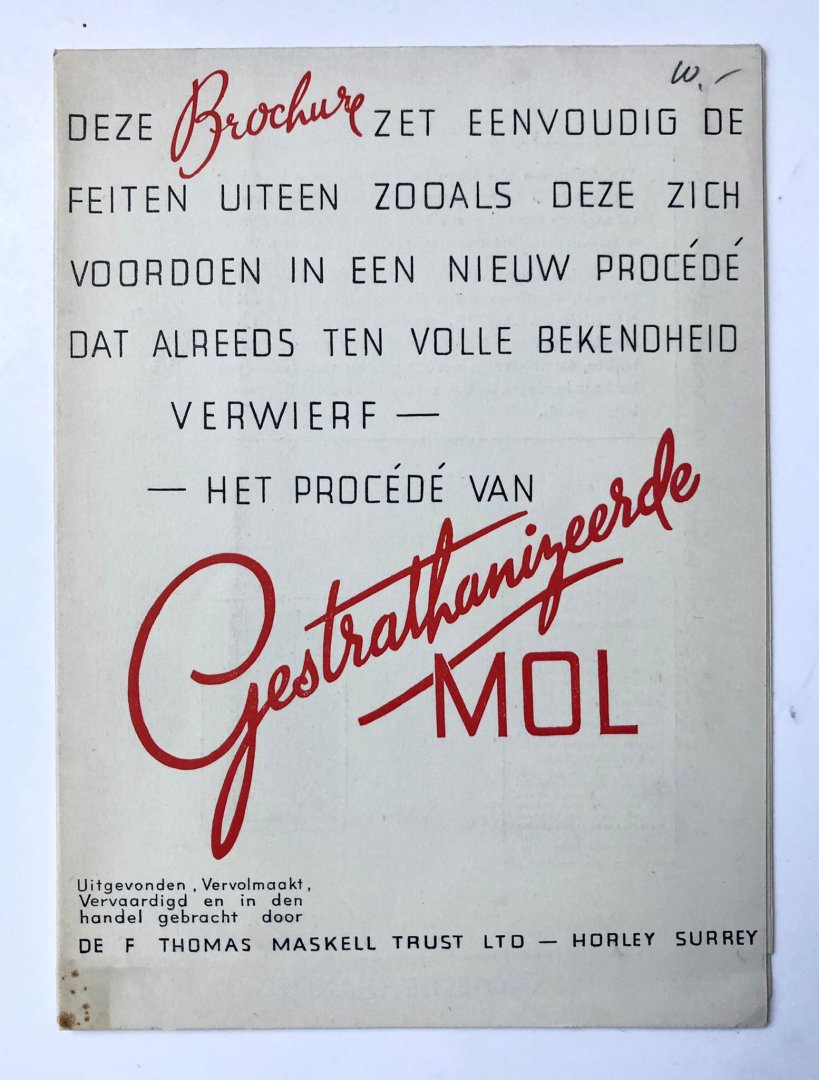 10.-
DEZE Brochure ZET EENVOUDIG DE
FEITEN UITEEN ZOOALS DEZE ZICH
VOORDOEN IN EEN NIEUW PROCÉDÉ
DAT ALREEDS TEN VOLLE BEKENDHEID
VERWIERF —
— HET PROCÉDÉ VAN
Gestrathanizeerde
MOL
Uitgevonden, Vervolmaakt,
Vervaardigd en in den
handel gebracht door
DE F THOMAS MASKELL TRUST LTD — HORLEY SURREY